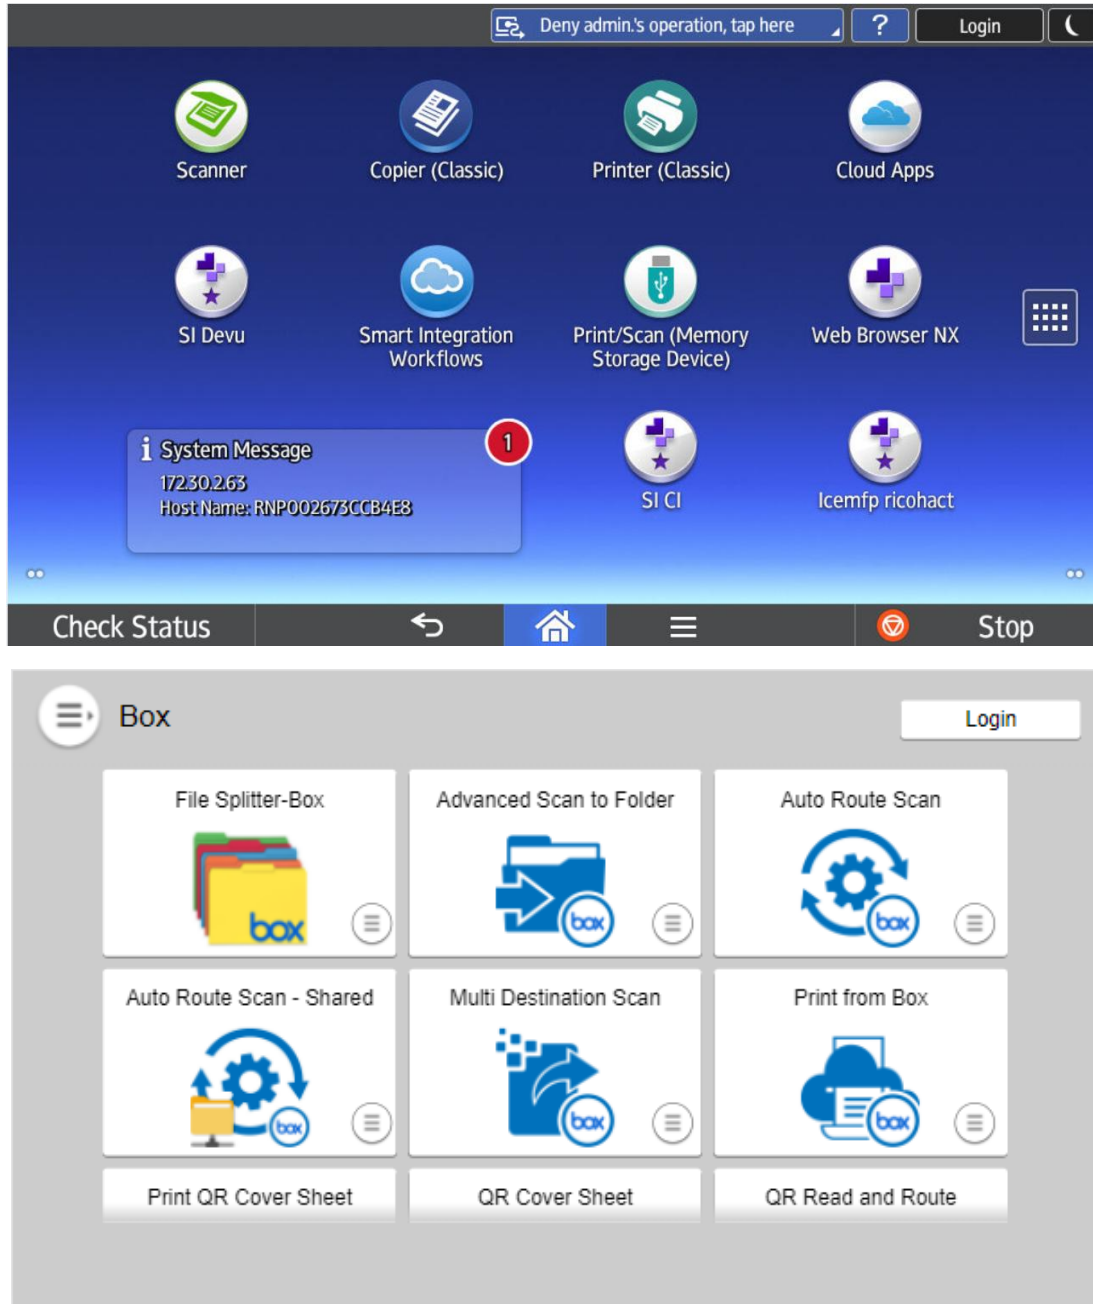 Deny admin.'s operation, tap here
?
Login
Scanner
Copier (Classic)
Printer (Classic)
Cloud Apps
SI Devu
Smart Integration
Workflows
Print/Scan (Memory
Storage Device)
Web Browser NX
i System Message
1
172.30.2.63
Host Name: RNP002673CCB4E8
SI CI
Icemfp ricohact
Check Status
Stop
Box
Login
File Splitter-Box
box
Advanced Scan to Folder
box
Auto Route Scan
box
Auto Route Scan - Shared
box
Multi Destination Scan
box
Print from Box
box
Print QR Cover Sheet
QR Cover Sheet
QR Read and Route